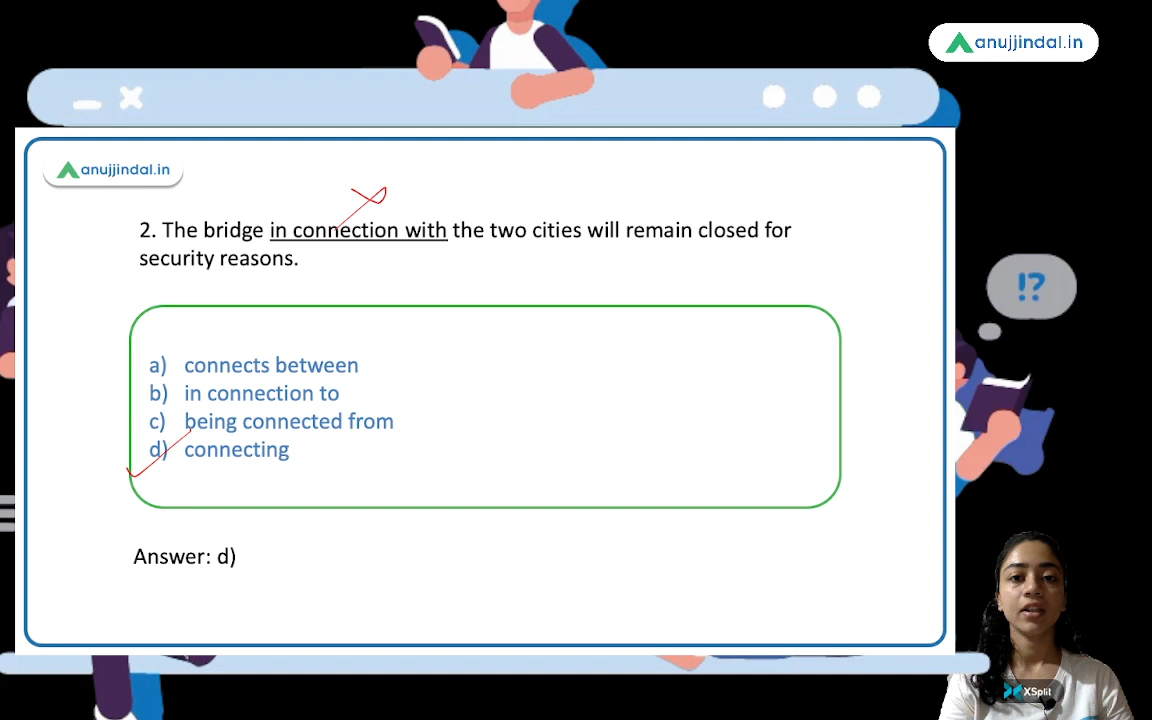 anujjindal.in
anujjindal.in
2. The bridge in connection with the two cities will remain closed for
security reasons.
!?
a) connects between
b) in connection to
c) being connected from
d) connecting
Answer: d)
XSplit